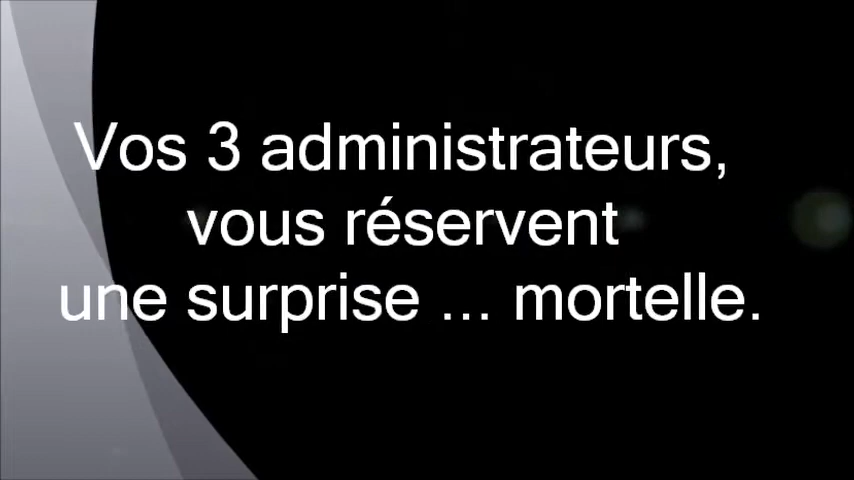 Vos 3 administrateurs,
vous réservent
une surprise ... mortelle.